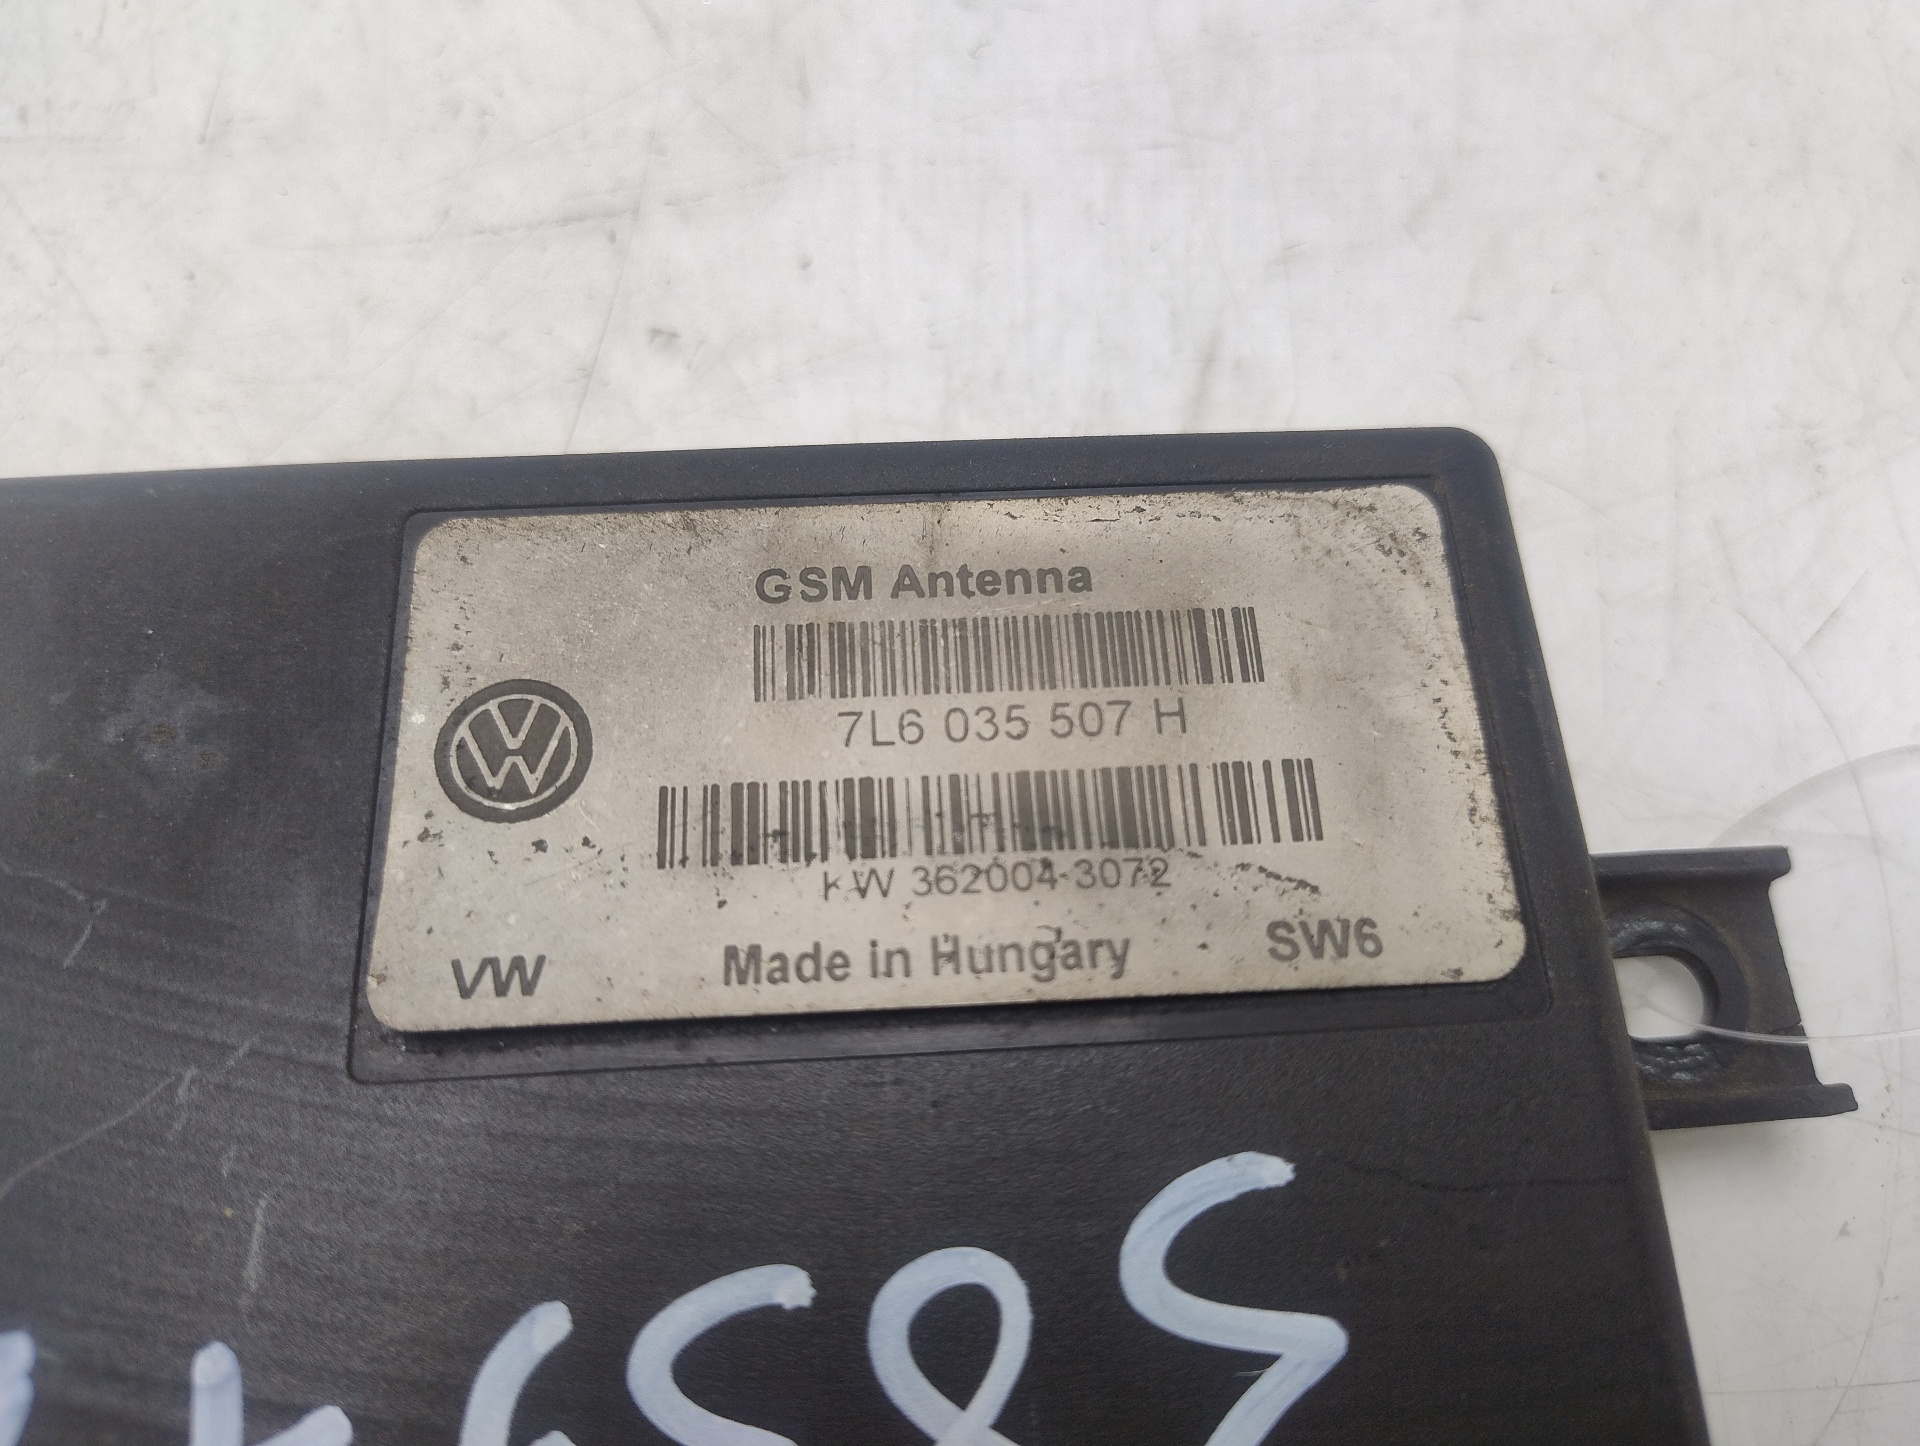 GSM Antenna
7L6 035 507 H
KW 362004-3072
VW Made in Hungary SW6